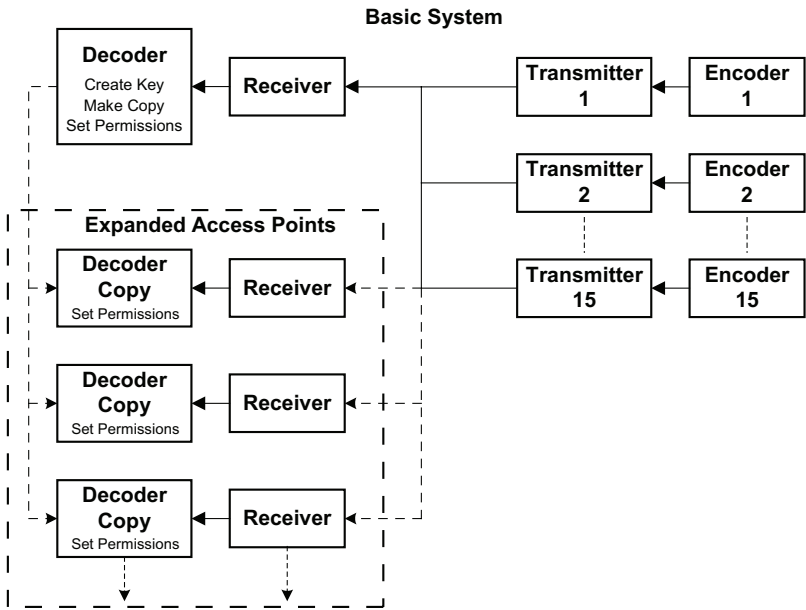 Basic System
Decoder
Create Key
Make Copy
Set Permissions
Receiver
Transmitter
1
Encoder
1
Transmitter
2
Encoder
2
Expanded Access Points
Decoder
Copy
Set Permissions
Receiver
Transmitter
15
Encoder
15
Decoder
Copy
Set Permissions
Receiver
Decoder
Copy
Set Permissions
Receiver